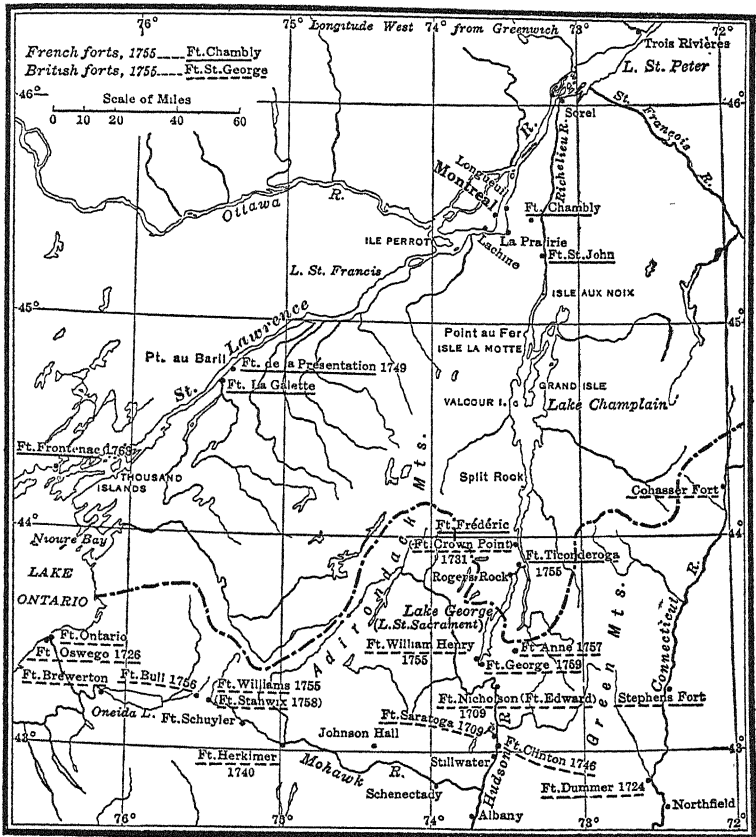 76°
75°
Longitude West from Greenwich
74°
73°
72°
French forts, 1755 Ft.Chambly
British forts, 1755 Ft.St.George
Scale of Miles
0 10 20 40 60
46°
46°
Trois Rivières
L. St. Peter
St. François R.
Sorel
R.
Richelieu R.
Longueuil
Montreal
Ottawa R.
Ft. Chambly
ILE PERROT
Lachine
La Prairie
Ft.St.John
L. St. Francis
ISLE AUX NOIX
45°
45°
St. Lawrence
Point au Fer
ISLE LA MOTTE
Pt. au Baril
Ft. de la Présentation 1749
Ft. La Galette
GRAND ISLE
VALCOUR I.
Lake Champlain
Ft.Frontenac
THOUSAND
ISLANDS
Split Rock
Cohasser Fort
44°
44°
Nioure Bay
Ft.Frédéric
(Ft.Crown Point)
1731
Ft.Ticonderoga
1755
LAKE
ONTARIO
Rogers Rock
Adirondack Mts.
Lake George
(L.St.Sacrament)
Green Mts.
Connecticut R.
Ft.Ontario
Ft. Oswego 1726
Ft.William Henry
1755
Ft Anne 1757
Ft.George 1759
Ft.Brewerton
Ft.Bull 1756
Ft.Williams 1755
(Ft.Stanwix 1758)
Oneida L.
Ft.Schuyler
Ft.Nicholson (Ft.Edward)
1709
Stephens Fort
Ft.Saratoga
1709
43°
43°
Johnson Hall
Ft.Clinton 1746
Stillwater
Ft.Herkimer
1740
Mohawk R.
Hudson R.
Ft.Dummer 1724
Schenectady
Northfield
Albany
76°
75°
74°
73°
72°